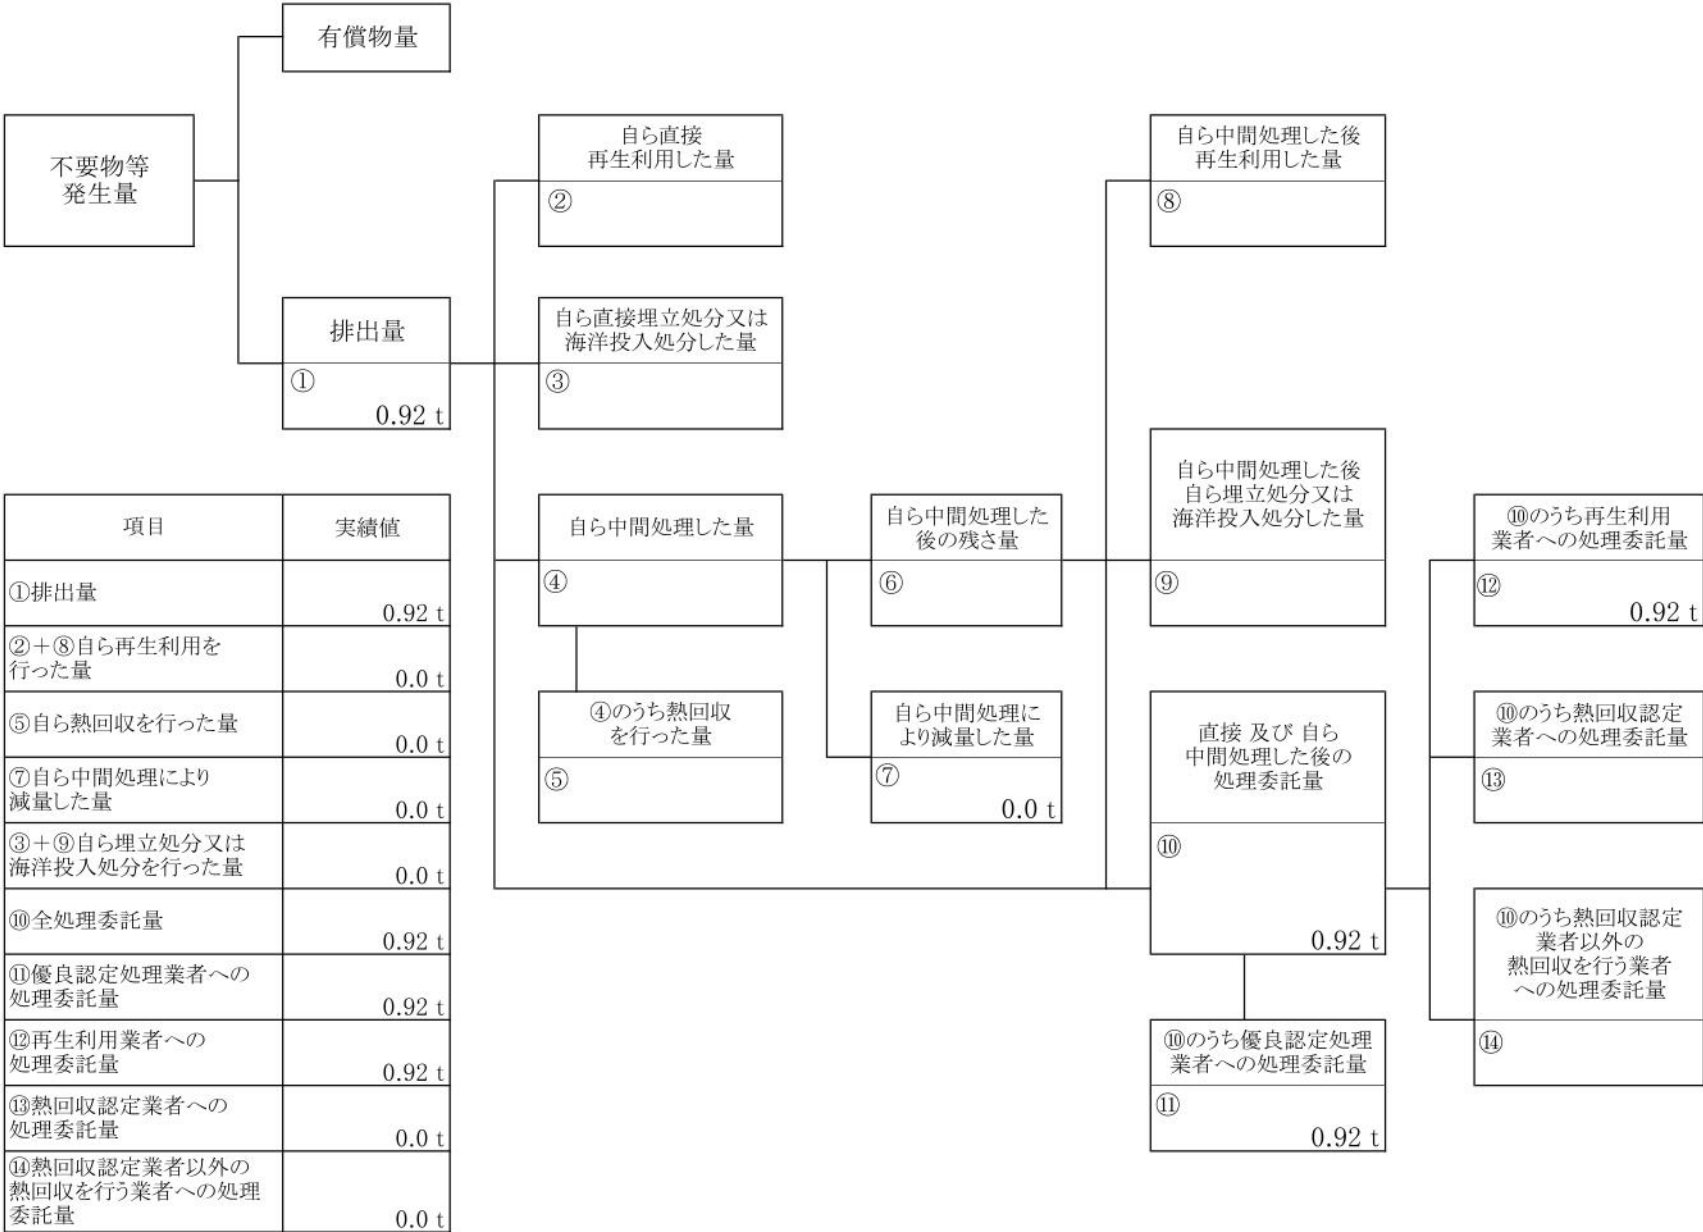 有償物量
不要物等
発生量
自ら直接
再生利用した量
②
自ら中間処理した後
再生利用した量
⑧
排出量
①
0.92 t
自ら直接埋立処分又は
海洋投入処分した量
③
自ら中間処理した量
④
自ら中間処理した
後の残さ量
⑥
自ら中間処理した後
自ら埋立処分又は
海洋投入処分した量
⑨
⑩のうち再生利用
業者への処理委託量
⑫
0.92 t
④のうち熱回収
を行った量
⑤
自ら中間処理に
より減量した量
⑦
0.0 t
直接 及び 自ら
中間処理した後の
処理委託量
⑩
0.92 t
⑩のうち熱回収認定
業者への処理委託量
⑬
⑩のうち熱回収認定
業者以外の
熱回収を行う業者
への処理委託量
⑭
⑩のうち優良認定処理
業者への処理委託量
⑪
0.92 t
項目 実績値
①排出量
0.92 t
②+⑧自ら再生利用を
行った量
0.0 t
⑤自ら熱回収を行った量
0.0 t
⑦自ら中間処理により
減量した量
0.0 t
③+⑨自ら埋立処分又は
海洋投入処分を行った量
0.0 t
⑩全処理委託量
0.92 t
⑪優良認定処理業者への
処理委託量
0.92 t
⑫再生利用業者への
処理委託量
0.92 t
⑬熱回収認定業者への
処理委託量
0.0 t
⑭熱回収認定業者以外の
熱回収を行う業者への処理
委託量
0.0 t